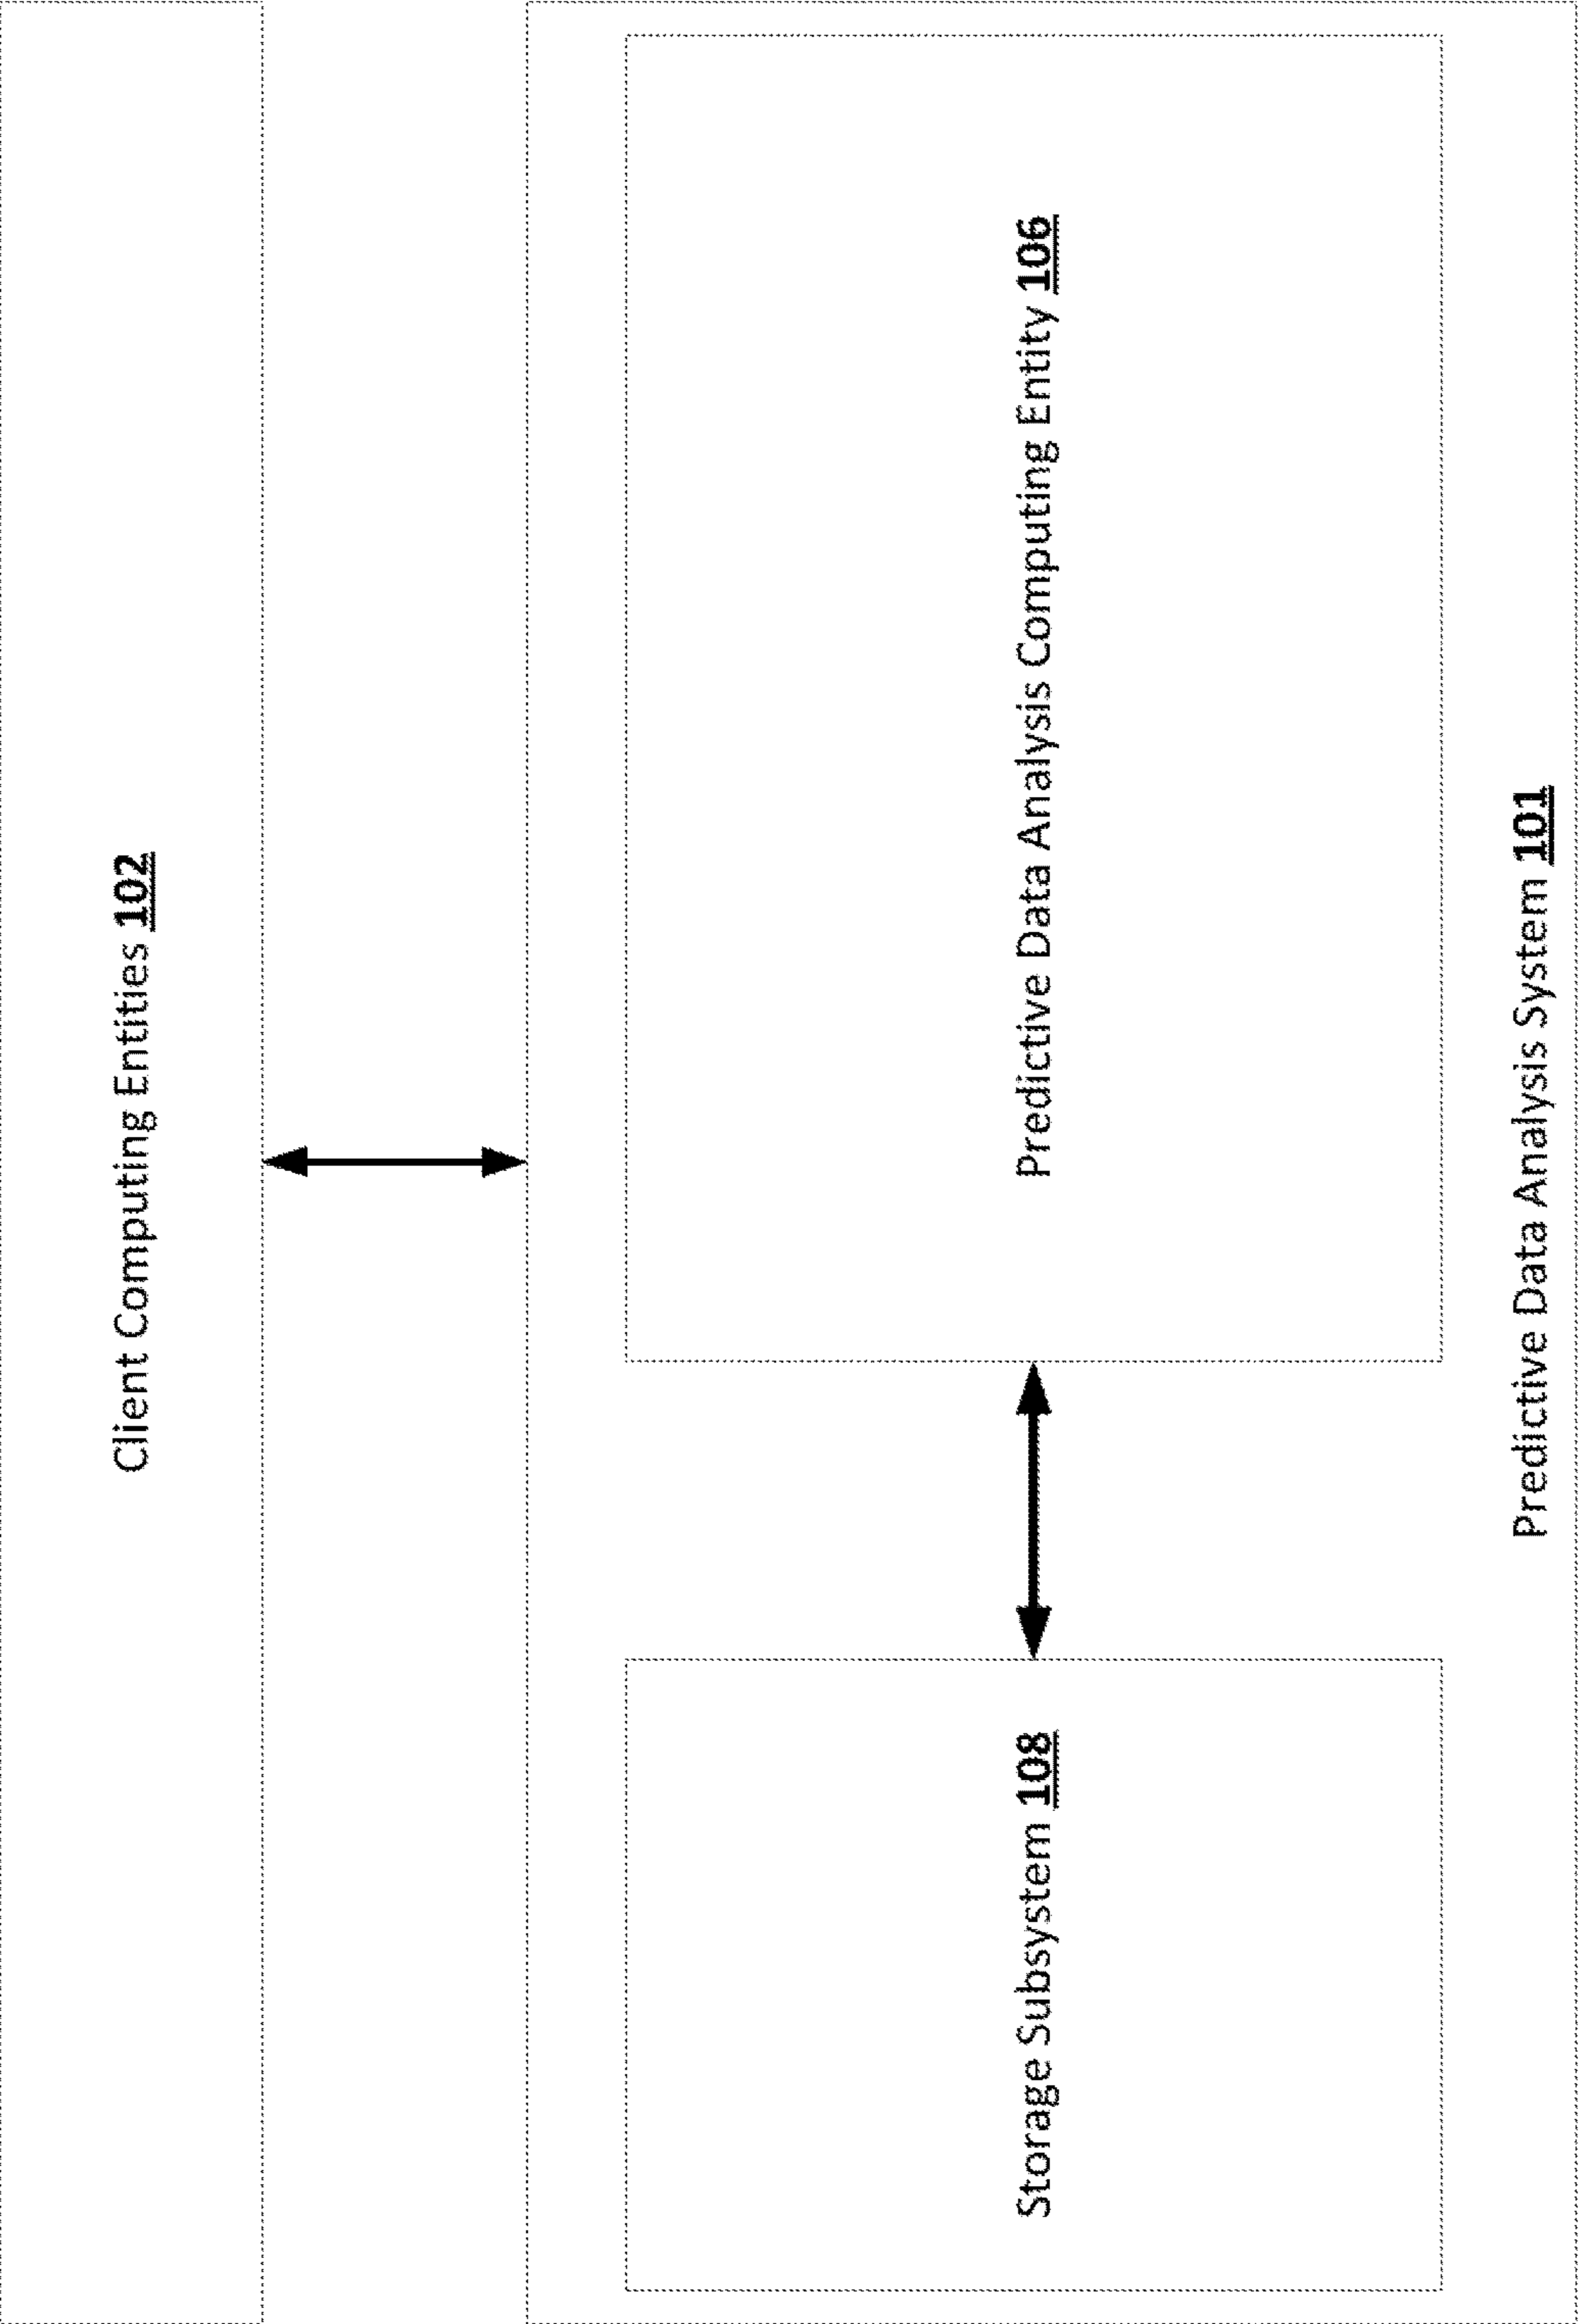 Client Computing Entities 102
Storage Subsystem 108
Predictive Data Analysis Computing Entity 106
Predictive Data Analysis System 101